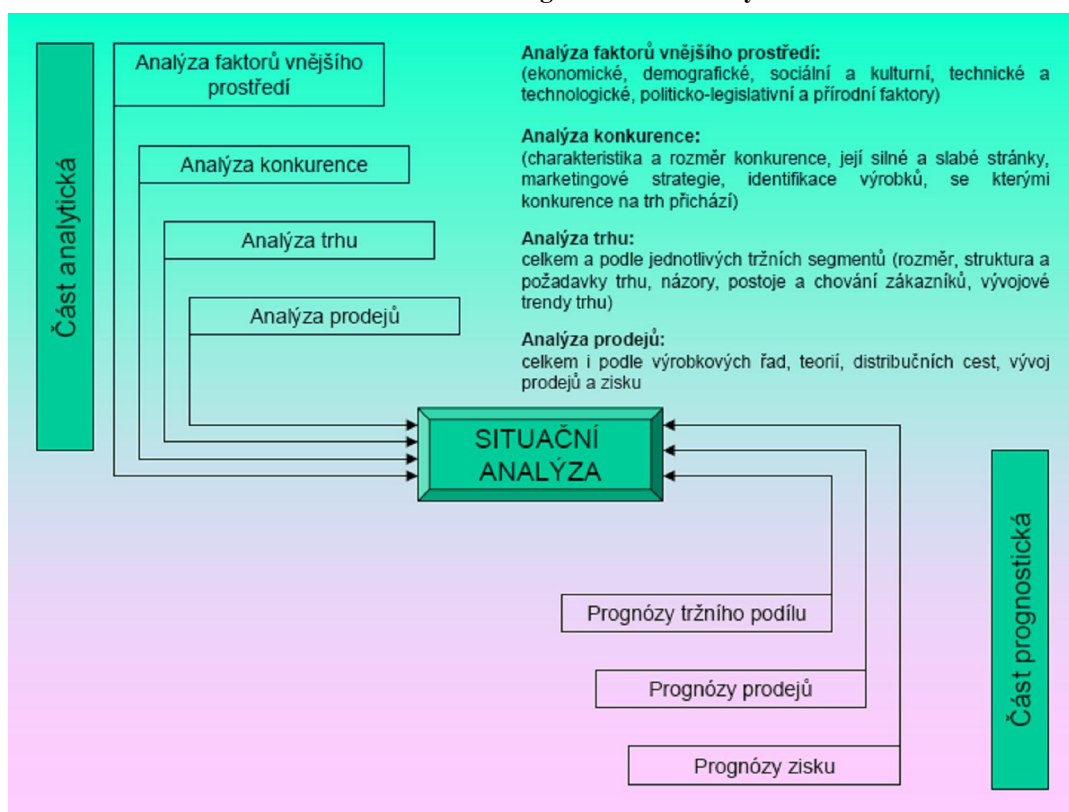 Část analytická
Analýza faktorů vnějšího
prostředí
Analýza konkurence
Analýza trhu
Analýza prodejů
Analýza faktorů vnějšího prostředí:
(ekonomické, demografické, sociální a kulturní, technické a
technologické, politicko-legislativní a přírodní faktory)
Analýza konkurence:
(charakteristika a rozměr konkurence, její silné a slabé stránky,
marketingové strategie, identifikace výrobků, se kterými
konkurence na trh přichází)
Analýza trhu:
celkem a podle jednotlivých tržních segmentů (rozměr, struktura a
požadavky trhu, názory, postoje a chování zákazníků, vývojové
trendy trhu)
Analýza prodejů:
celkem i podle výrobkových řad, teorií, distribučních cest, vývoj
prodejů a zisku
SITUAČNÍ
ANALÝZA
Prognózy tržního podílu
Prognózy prodejů
Prognózy zisku
Část prognostická